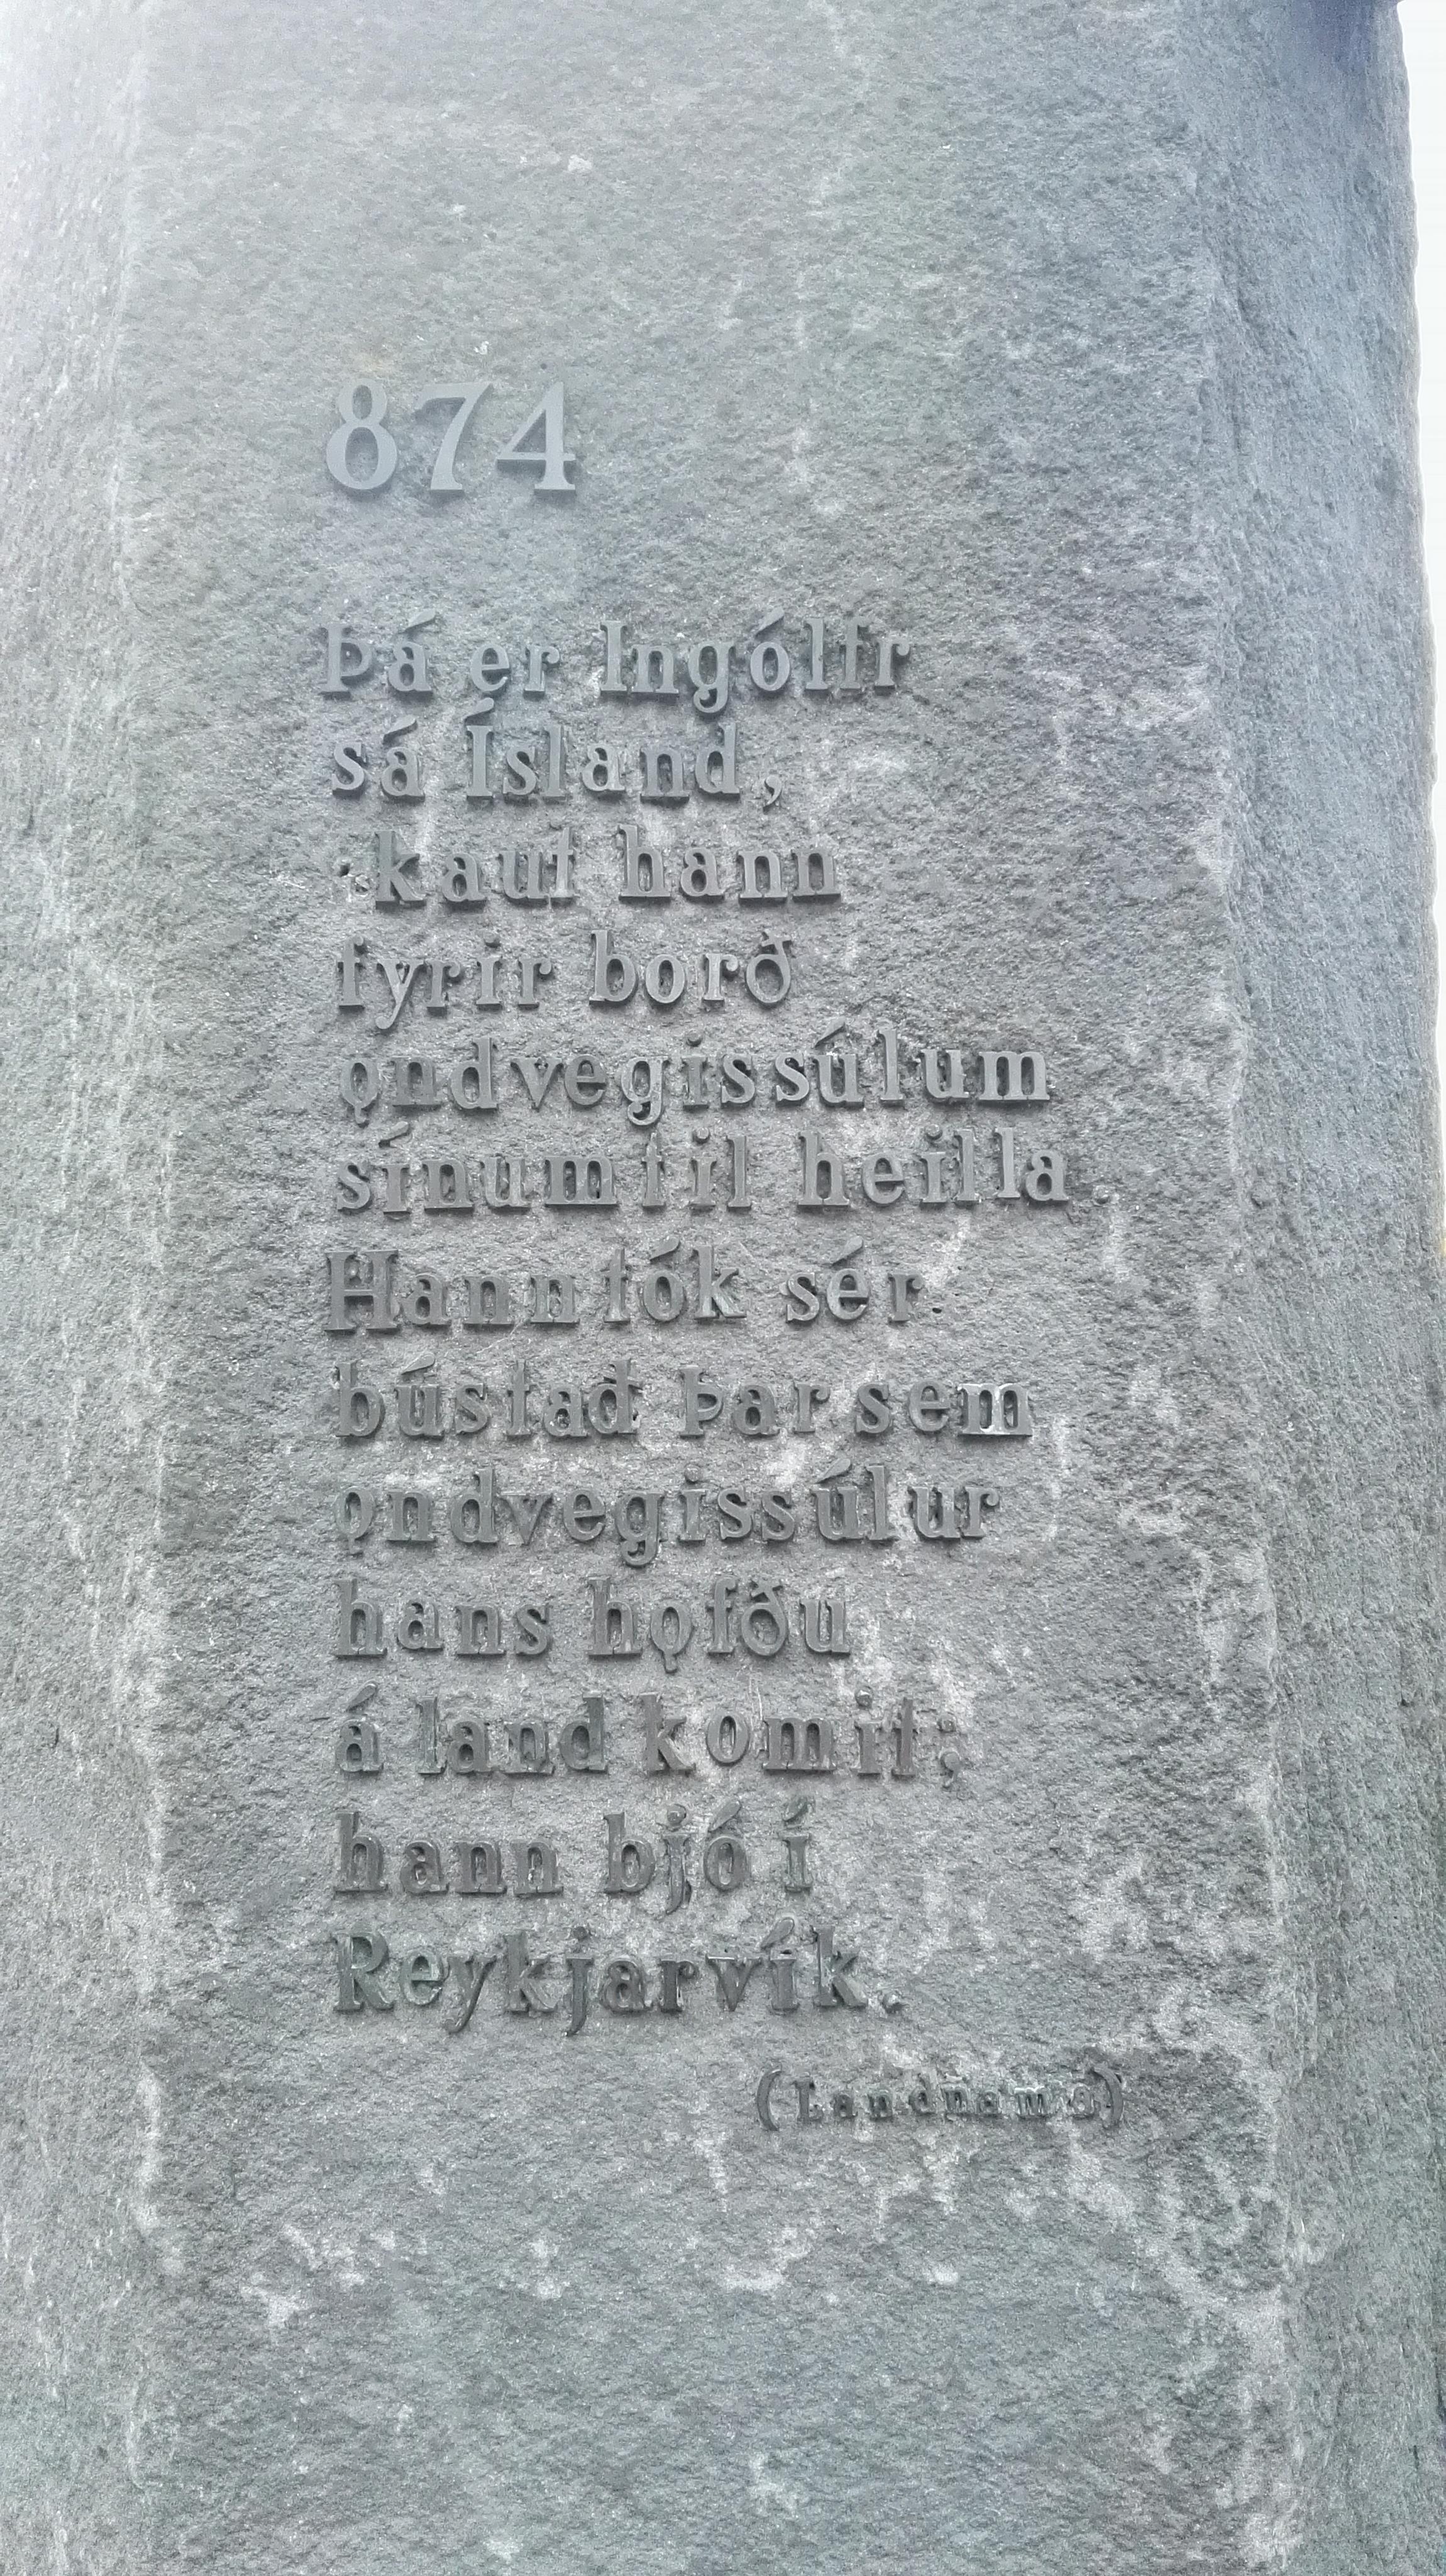 874
Þá er Ingólfr
sá Ísland,
kaut hann
fyrir borð
ǫndvegissúlum
sínum til heilla.
Hann tók sér
bústað þar sem
ǫndvegissúlur
hans hǫfðu
á land komit;
hann bjó í
Reykjarvík.
(Landnáma)